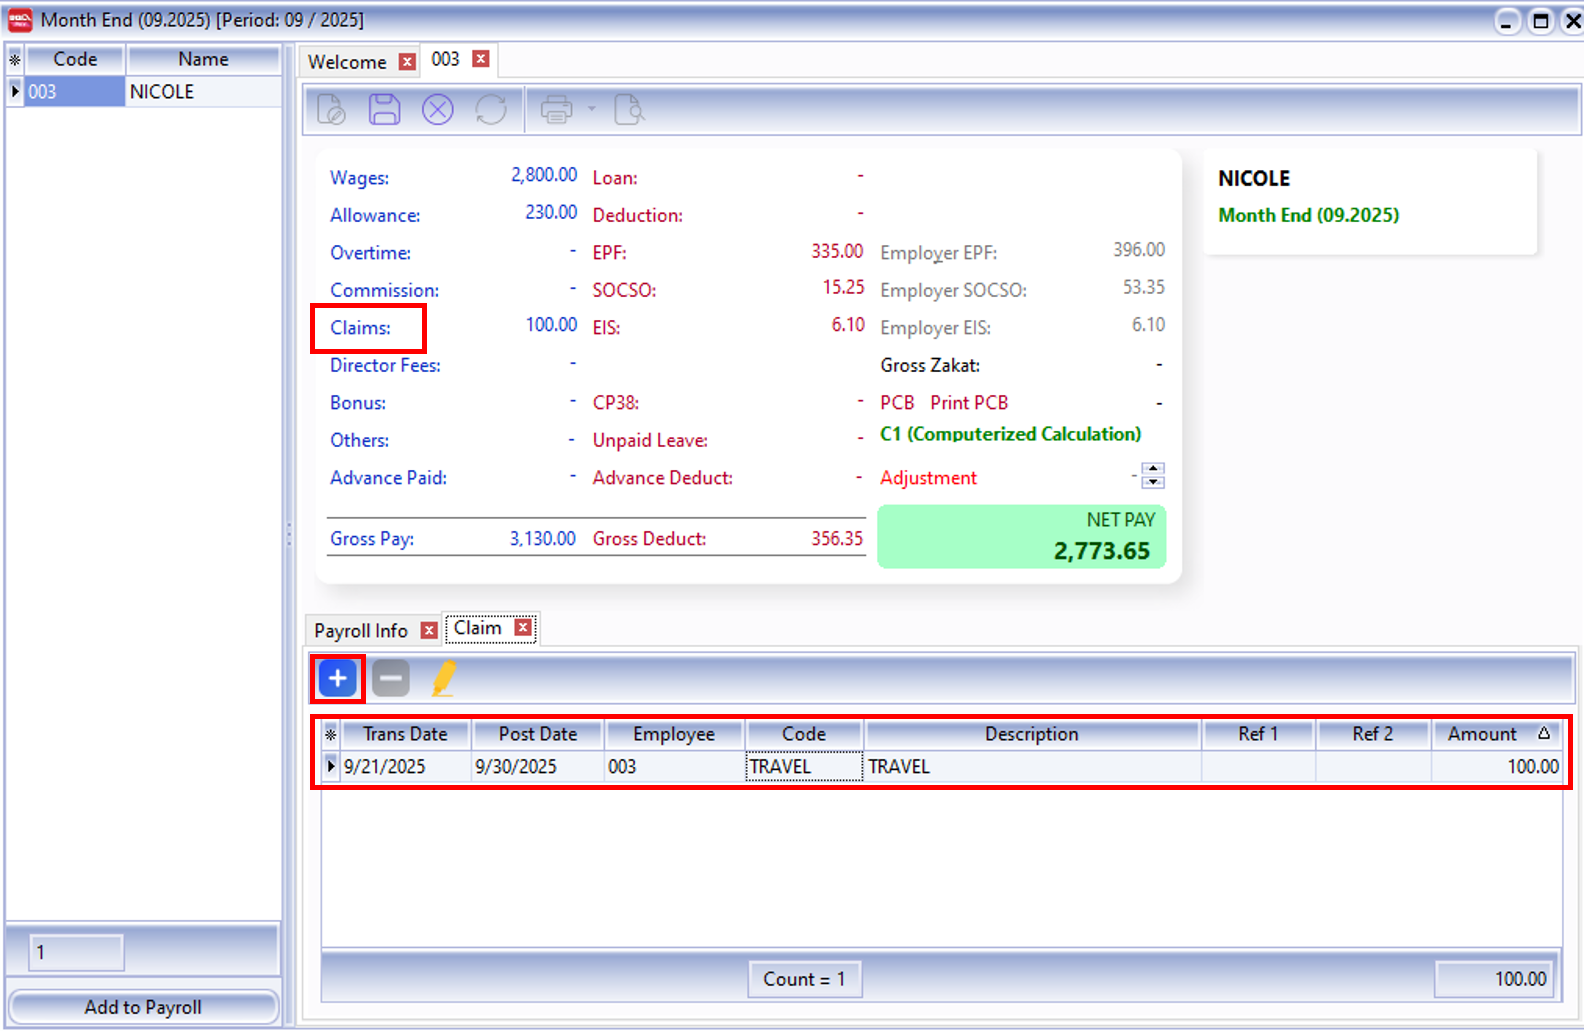 Month End (09.2025) [Period: 09 / 2025]
Code Name
003 NICOLE
1
Add to Payroll
Welcome 003
Wages: 2,800.00 Loan: -
Allowance: 230.00 Deduction: -
Overtime: - EPF: 335.00 Employer EPF: 396.00
Commission: - SOCSO: 15.25 Employer SOCSO: 53.35
Claims: 100.00 EIS: 6.10 Employer EIS: 6.10
Director Fees: - Gross Zakat: -
Bonus: - CP38: - PCB Print PCB -
Others: - Unpaid Leave: - C1 (Computerized Calculation)
Advance Paid: - Advance Deduct: - Adjustment -
Gross Pay: 3,130.00 Gross Deduct: 356.35 NET PAY
2,773.65
NICOLE
Month End (09.2025)
Payroll Info Claim
Trans Date Post Date Employee Code Description Ref 1 Ref 2 Amount
9/21/2025 9/30/2025 003 TRAVEL TRAVEL 100.00
Count = 1 100.00